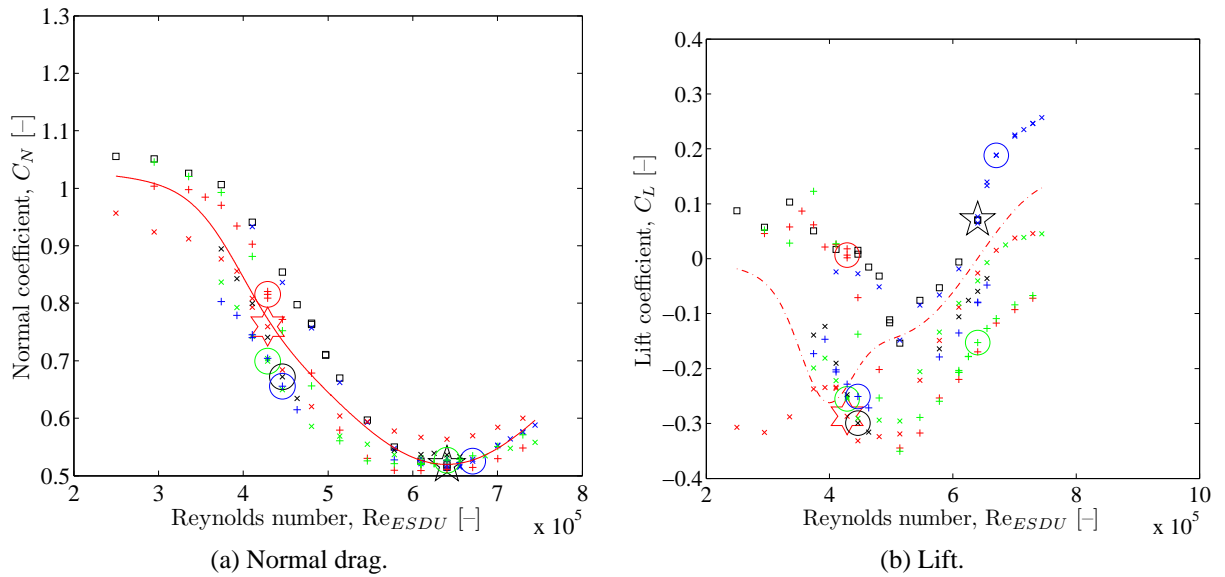 1.3
1.2
1.1
1
0.9
0.8
0.7
0.6
0.5
Normal coefficient, C_N [–]
2 3 4 5 6 7 8
Reynolds number, Re_ESDU [–]
x 10^5
(a) Normal drag.
0.4
0.3
0.2
0.1
0
−0.1
−0.2
−0.3
−0.4
Lift coefficient, C_L [–]
2 4 6 8 10
Reynolds number, Re_ESDU [–]
x 10^5
(b) Lift.